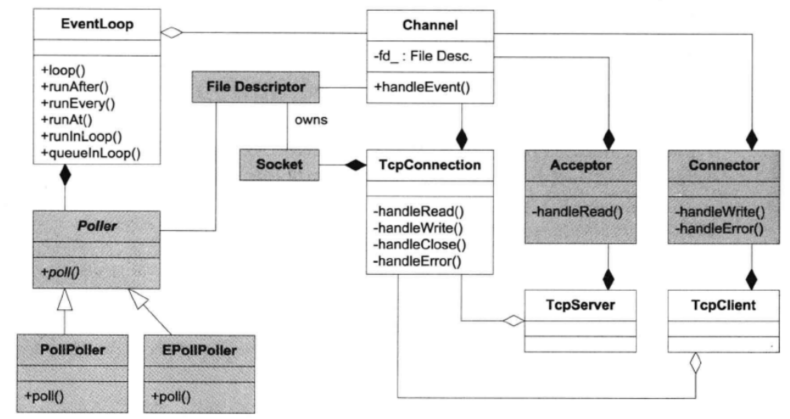 EventLoop
+loop()
+runAfter()
+runEvery()
+runAt()
+runInLoop()
+queueInLoop()
Channel
-fd_ : File Desc.
+handleEvent()
File Descriptor
owns
Socket
TcpConnection
-handleRead()
-handleWrite()
-handleClose()
-handleError()
Acceptor
-handleRead()
Connector
-handleWrite()
-handleError()
Poller
+poll()
TcpServer
TcpClient
PollPoller
+poll()
EPollPoller
+poll()